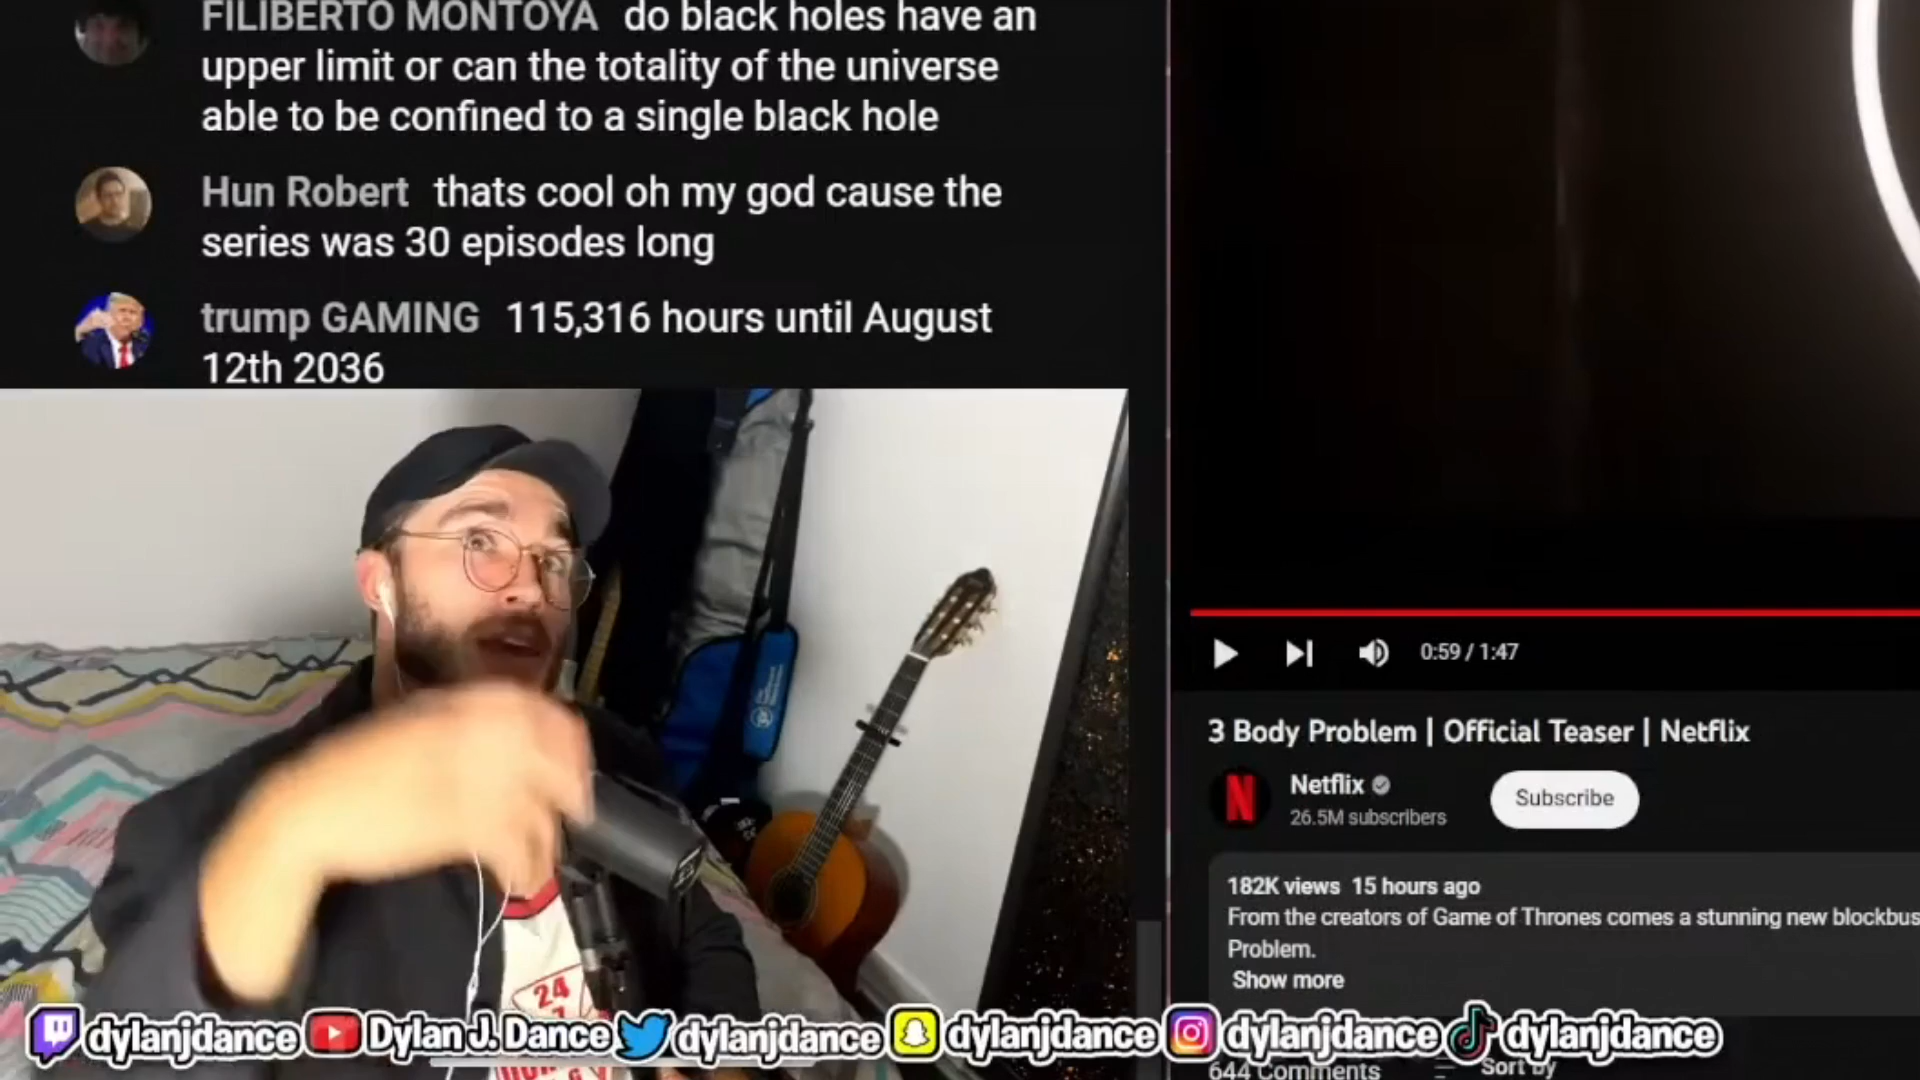 FILIBERTO MONTOYA do black holes have an
upper limit or can the totality of the universe
able to be confined to a single black hole
Hun Robert thats cool oh my god cause the
series was 30 episodes long
trump GAMING 115,316 hours until August
12th 2036
0:59 / 1:47
3 Body Problem | Official Teaser | Netflix
Netflix
26.5M subscribers
Subscribe
182K views 15 hours ago
From the creators of Game of Thrones comes a stunning new blockbus
Problem.
Show more
24
dylanjdance Dylan J. Dance dylanjdance dylanjdance dylanjdance dylanjdance
644 Comments
Sort by